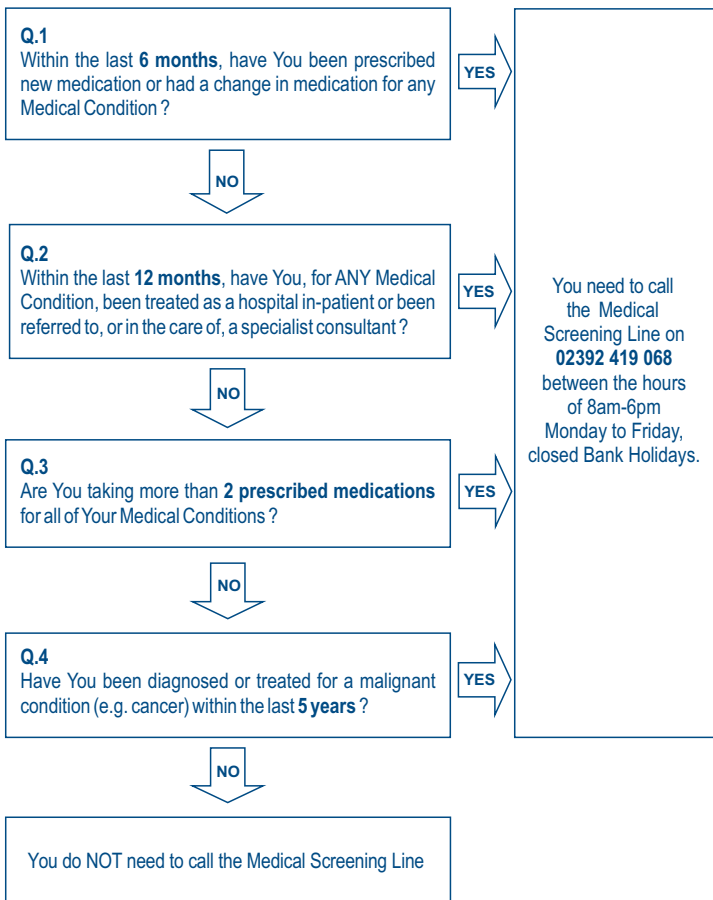 Q.1
Within the last 6 months, have You been prescribed
new medication or had a change in medication for any
Medical Condition ?
YES
NO
Q.2
Within the last 12 months, have You, for ANY Medical
Condition, been treated as a hospital in-patient or been
referred to, or in the care of, a specialist consultant ?
YES
NO
Q.3
Are You taking more than 2 prescribed medications
for all of Your Medical Conditions ?
YES
NO
Q.4
Have You been diagnosed or treated for a malignant
condition (e.g. cancer) within the last 5 years ?
YES
NO
You do NOT need to call the Medical Screening Line
You need to call
the Medical
Screening Line on
02392 419 068
between the hours
of 8am-6pm
Monday to Friday,
closed Bank Holidays.